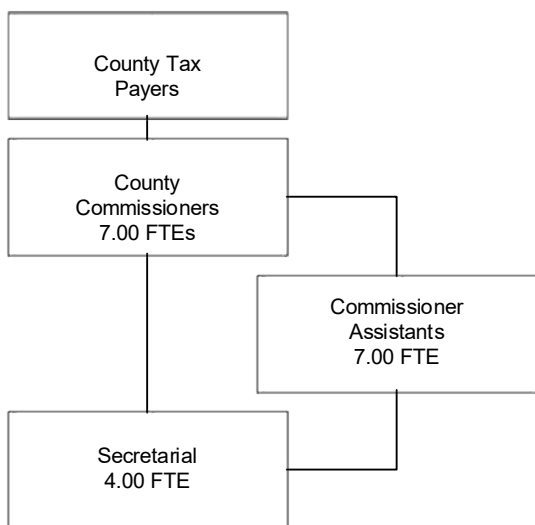 County Tax
Payers
County
Commissioners
7.00 FTEs
Commissioner
Assistants
7.00 FTE
Secretarial
4.00 FTE